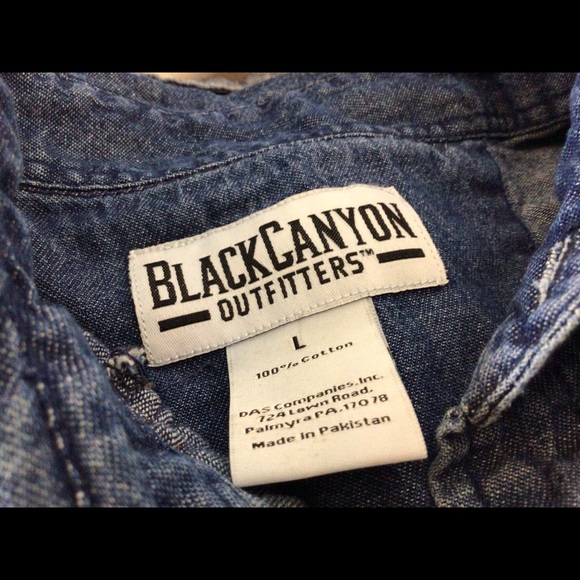 BLACKCANYON
OUTFITTERS™
L
100% Cotton
DAS Companies, Inc.
724 Lawn Road,
Palmyra PA, 17078
Made in Pakistan